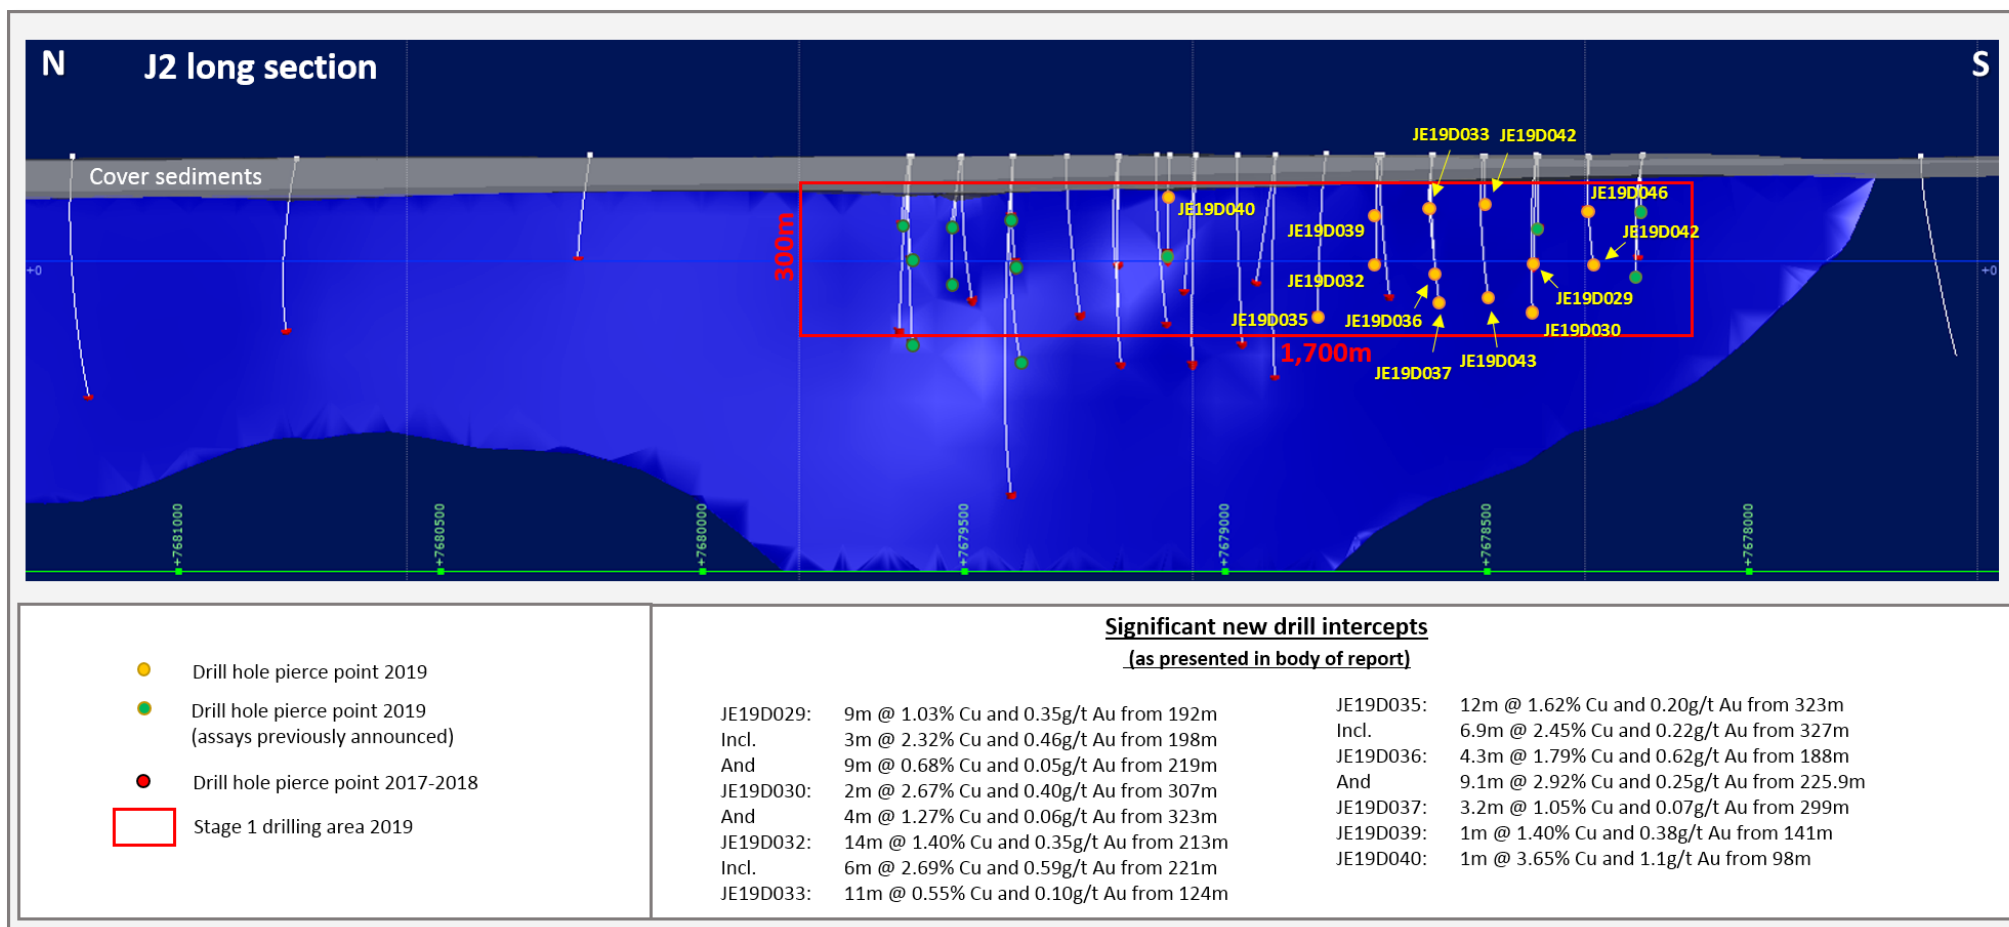 N
J2 long section
S
JE19D033
JE19D042
Cover sediments
JE19D046
JE19D040
300m
JE19D039
JE19D042
+0
+0
JE19D032
JE19D029
JE19D035
JE19D036
JE19D030
1,700m
JE19D043
JE19D037
+7681000
+7680500
+7680000
+7679500
+7679000
+7678500
+7678000
Drill hole pierce point 2019
Drill hole pierce point 2019
(assays previously announced)
Drill hole pierce point 2017-2018
Stage 1 drilling area 2019
Significant new drill intercepts
(as presented in body of report)
JE19D029: 9m @ 1.03% Cu and 0.35g/t Au from 192m
Incl. 3m @ 2.32% Cu and 0.46g/t Au from 198m
And 9m @ 0.68% Cu and 0.05g/t Au from 219m
JE19D030: 2m @ 2.67% Cu and 0.40g/t Au from 307m
And 4m @ 1.27% Cu and 0.06g/t Au from 323m
JE19D032: 14m @ 1.40% Cu and 0.35g/t Au from 213m
Incl. 6m @ 2.69% Cu and 0.59g/t Au from 221m
JE19D033: 11m @ 0.55% Cu and 0.10g/t Au from 124m
JE19D035: 12m @ 1.62% Cu and 0.20g/t Au from 323m
Incl. 6.9m @ 2.45% Cu and 0.22g/t Au from 327m
JE19D036: 4.3m @ 1.79% Cu and 0.62g/t Au from 188m
And 9.1m @ 2.92% Cu and 0.25g/t Au from 225.9m
JE19D037: 3.2m @ 1.05% Cu and 0.07g/t Au from 299m
JE19D039: 1m @ 1.40% Cu and 0.38g/t Au from 141m
JE19D040: 1m @ 3.65% Cu and 1.1g/t Au from 98m